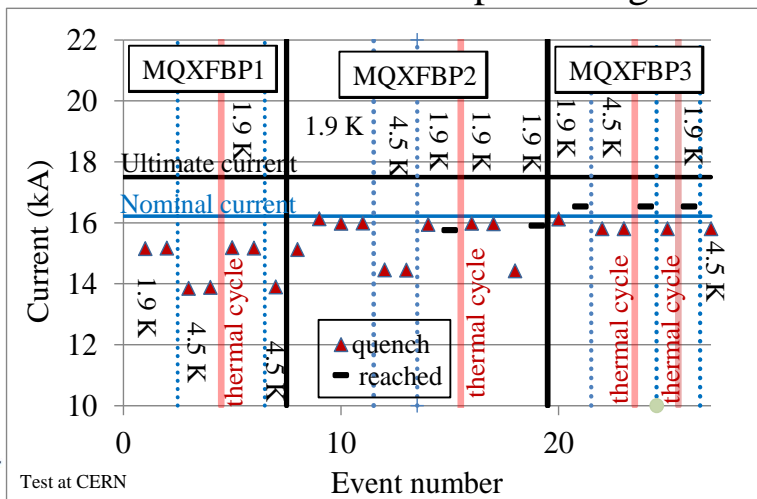 22
20
18
16
14
12
10
Current (kA)
MQXFBP1
MQXFBP2
MQXFBP3
1.9 K
1.9 K
4.5 K
1.9 K
1.9 K
1.9 K
1.9 K
4.5 K
1.9 K
Ultimate current
Nominal current
1.9 K
4.5 K
thermal cycle
4.5 K
quench
reached
thermal cycle
thermal cycle
thermal cycle
4.5 K
0
10
20
Test at CERN
Event number